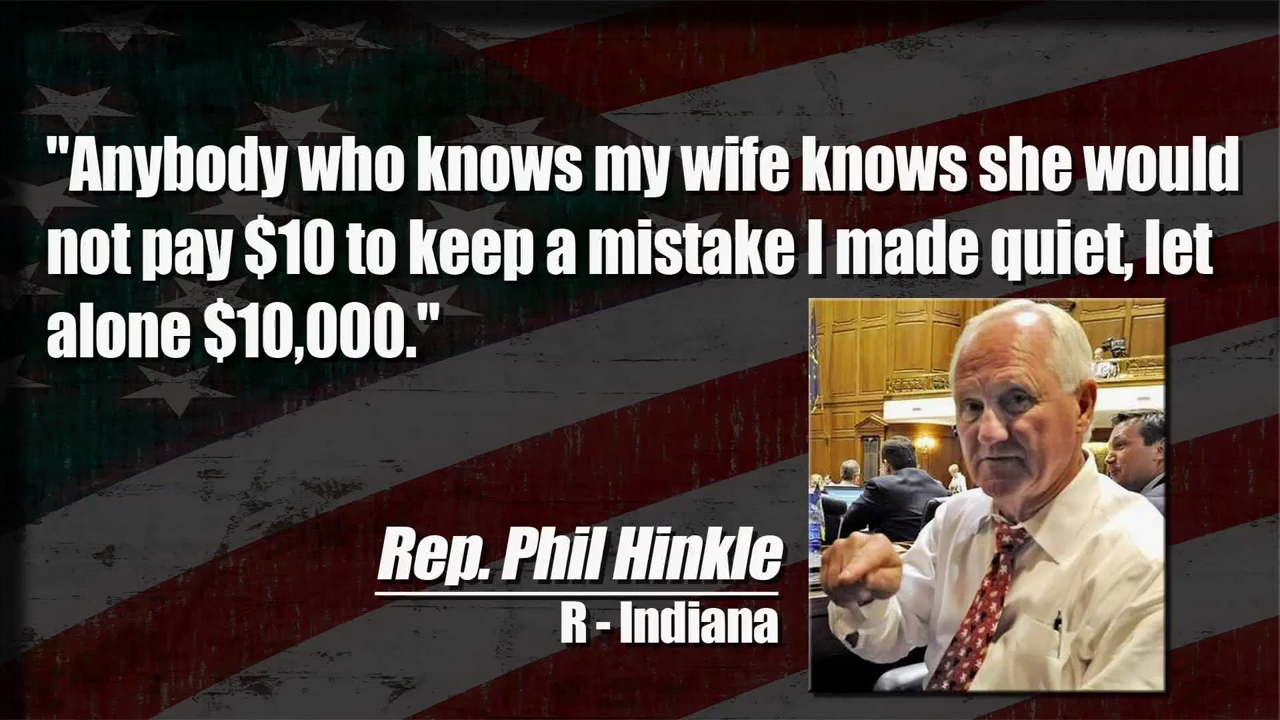 "Anybody who knows my wife knows she would
not pay $10 to keep a mistake I made quiet, let
alone $10,000."
Rep. Phil Hinkle
R - Indiana